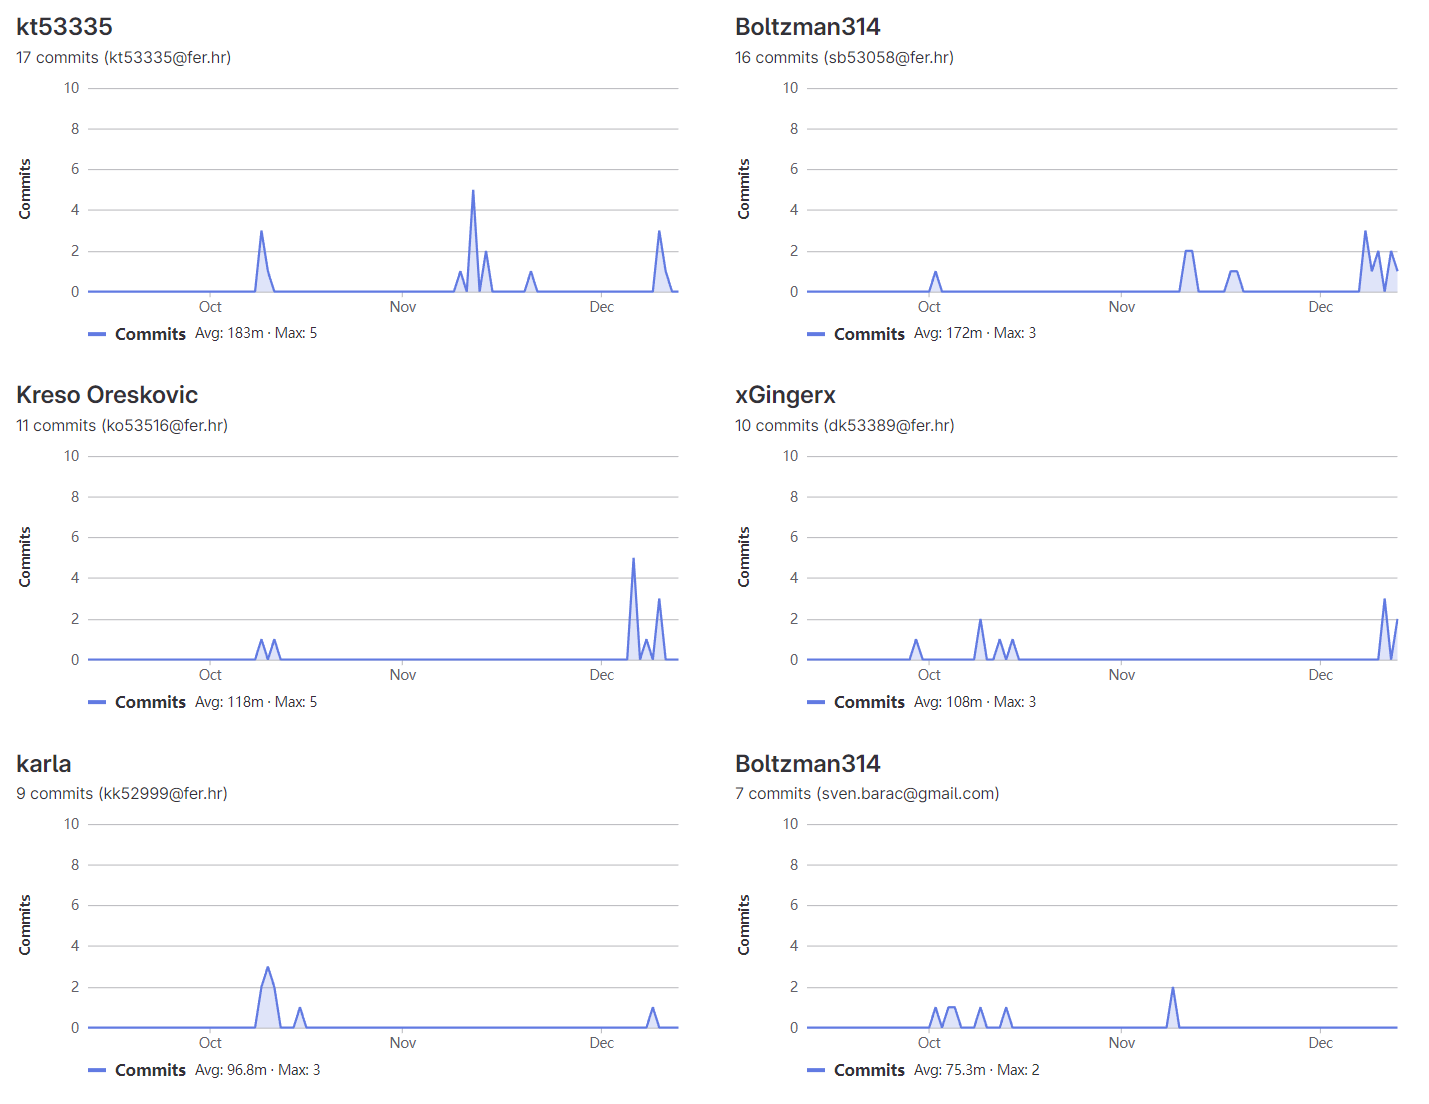 kt53335
17 commits (kt53335@fer.hr)
10
8
6
4
2
0
Commits
Oct
Nov
Dec
Commits Avg: 183m · Max: 5
Boltzman314
16 commits (sb53058@fer.hr)
10
8
6
4
2
0
Commits
Oct
Nov
Dec
Commits Avg: 172m · Max: 3
Kreso Oreskovic
11 commits (ko53516@fer.hr)
10
8
6
4
2
0
Commits
Oct
Nov
Dec
Commits Avg: 118m · Max: 5
xGingerx
10 commits (dk53389@fer.hr)
10
8
6
4
2
0
Commits
Oct
Nov
Dec
Commits Avg: 108m · Max: 3
karla
9 commits (kk52999@fer.hr)
10
8
6
4
2
0
Commits
Oct
Nov
Dec
Commits Avg: 96.8m · Max: 3
Boltzman314
7 commits (sven.barac@gmail.com)
10
8
6
4
2
0
Commits
Oct
Nov
Dec
Commits Avg: 75.3m · Max: 2